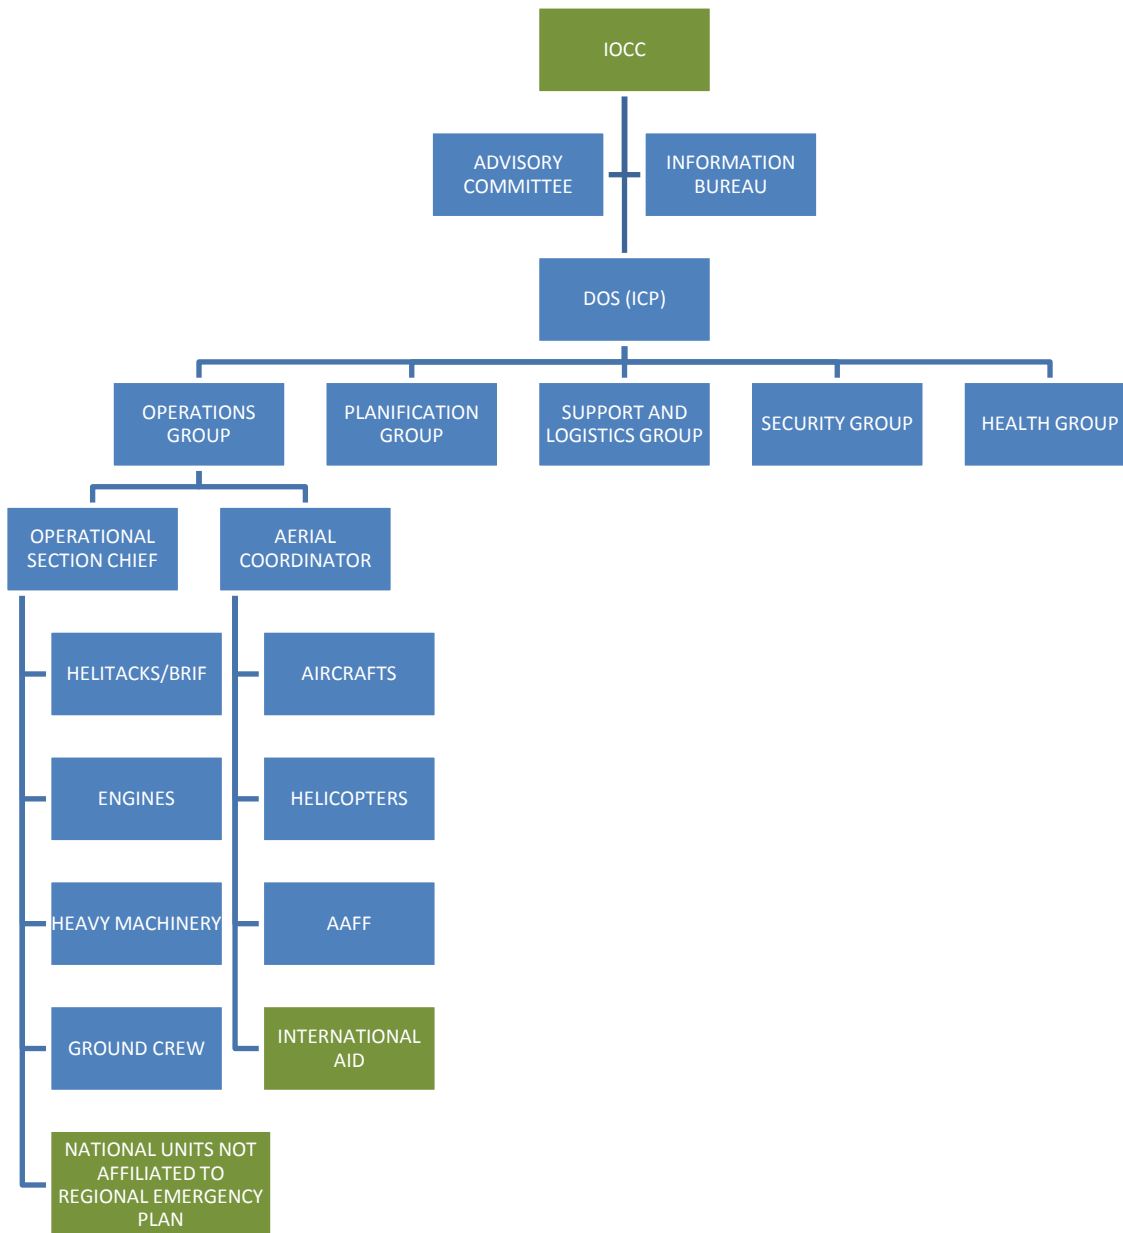 IOCC
ADVISORY
COMMITTEE
INFORMATION
BUREAU
DOS (ICP)
OPERATIONS
GROUP
PLANIFICATION
GROUP
SUPPORT AND
LOGISTICS GROUP
SECURITY GROUP
HEALTH GROUP
OPERATIONAL
SECTION CHIEF
AERIAL
COORDINATOR
HELITACKS/BRIF
AIRCRAFTS
ENGINES
HELICOPTERS
HEAVY MACHINERY
AAFF
GROUND CREW
INTERNATIONAL
AID
NATIONAL UNITS NOT
AFFILIATED TO
REGIONAL EMERGENCY
PLAN